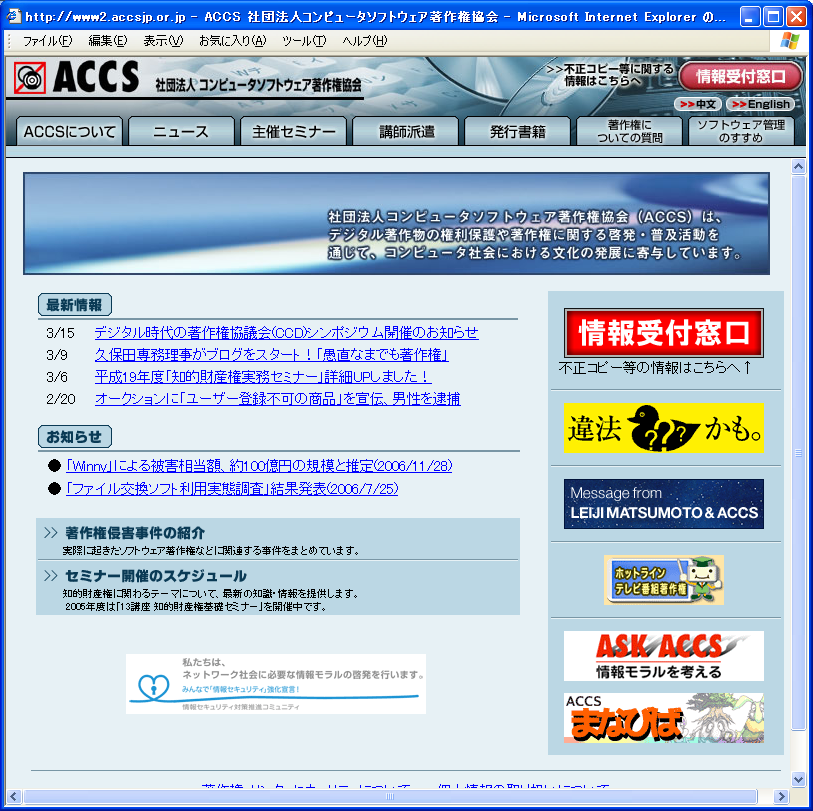 http://www2.accsjp.or.jp - ACCS 社団法人コンピュータソフトウェア著作権協会 - Microsoft Internet Explorer の...
ファイル(F) 編集(E) 表示(V) お気に入り(A) ツール(T) ヘルプ(H)
ACCS 社団法人 コンピュータソフトウェア著作権協会
>>不正コピー等に関する
情報はこちらへ
情報受付窓口
>>中文 >>English
ACCSについて
ニュース
主催セミナー
講師派遣
発行書籍
著作権に
ついての質問
ソフトウェア管理
のすすめ
社団法人コンピュータソフトウェア著作権協会（ACCS）は、
デジタル著作物の権利保護や著作権に関する啓発・普及活動を
通じて、コンピュータ社会における文化の発展に寄与しています。
最新情報
3/15 デジタル時代の著作権協議会(CCD)シンポジウム開催のお知らせ
3/9 久保田専務理事がブログをスタート！「愚直なまでも著作権」
3/6 平成19年度「知的財産権実務セミナー」詳細UPしました！
2/20 オークションに「ユーザー登録不可の商品」を宣伝、男性を逮捕
お知らせ
●「Winny」による被害相当額、約100億円の規模と推定(2006/11/28)
●「ファイル交換ソフト利用実態調査」結果発表(2006/7/25)
>> 著作権侵害事件の紹介
実際に起きたソフトウェア著作権などに関連する事件をまとめています。
>> セミナー開催のスケジュール
知的財産権に関わるテーマについて、最新の知識・情報を提供します。
2006年度は「13講座 知的財産権基礎セミナー」を開催中です。
私たちは、
ネットワーク社会に必要な情報モラルの啓発を行います。
みんなで「情報セキュリティ」強化宣言！
情報セキュリティ対策推進コミュニティ
情報受付窓口
不正コピー等の情報はこちらへ↑
違法 ??? かも。
Message from
LEIJI MATSUMOTO & ACCS
ホットライン
テレビ番組著作権
ASK ACCS
情報モラルを考える
ACCS
まなびば